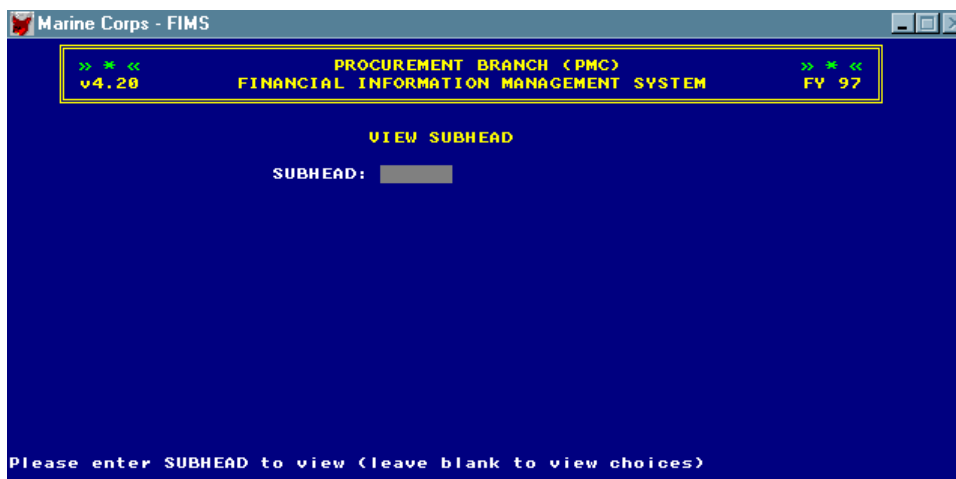 Marine Corps - FIMS
» * « PROCUREMENT BRANCH (PMC) » * «
v4.20 FINANCIAL INFORMATION MANAGEMENT SYSTEM FY 97
VIEW SUBHEAD
SUBHEAD:
Please enter SUBHEAD to view (leave blank to view choices)